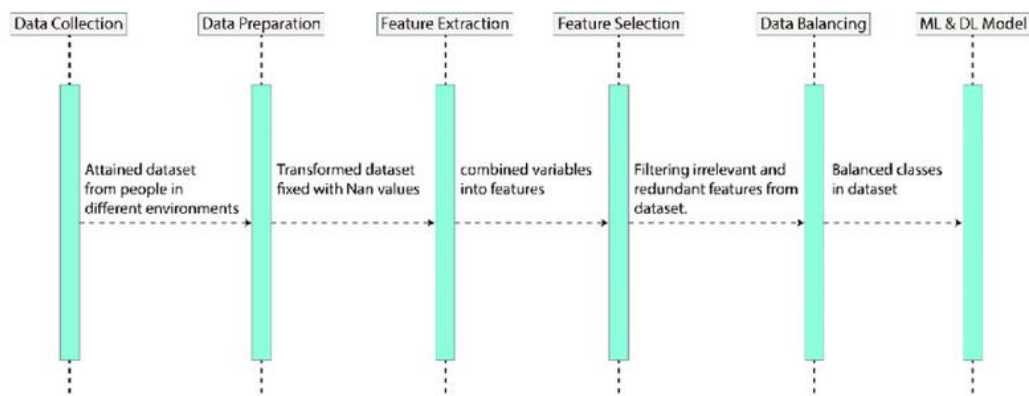 Data Collection
Data Preparation
Feature Extraction
Feature Selection
Data Balancing
ML & DL Model
Attained dataset
from people in
different environments
Transformed dataset
fixed with Nan values
combined variables
into features
Filtering irrelevant and
redundant features from
dataset.
Balanced classes
in dataset